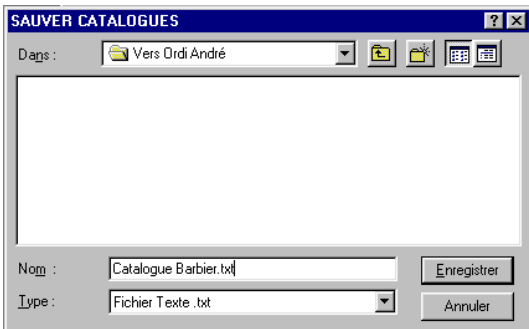 SAUVER CATALOGUES
Dans :
Vers Ordi André
Nom :
Catalogue Barbier.txt
Enregistrer
Type :
Fichier Texte .txt
Annuler